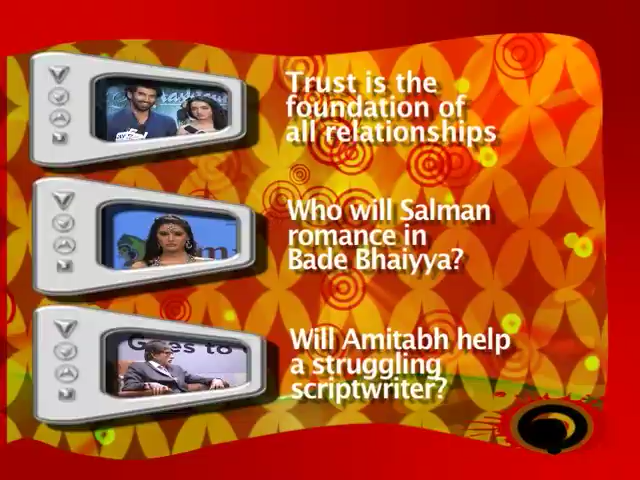 Trust is the
foundation of
all relationships
Who will Salman
romance in
Bade Bhaiyya?
Will Amitabh help
a struggling
scriptwriter?